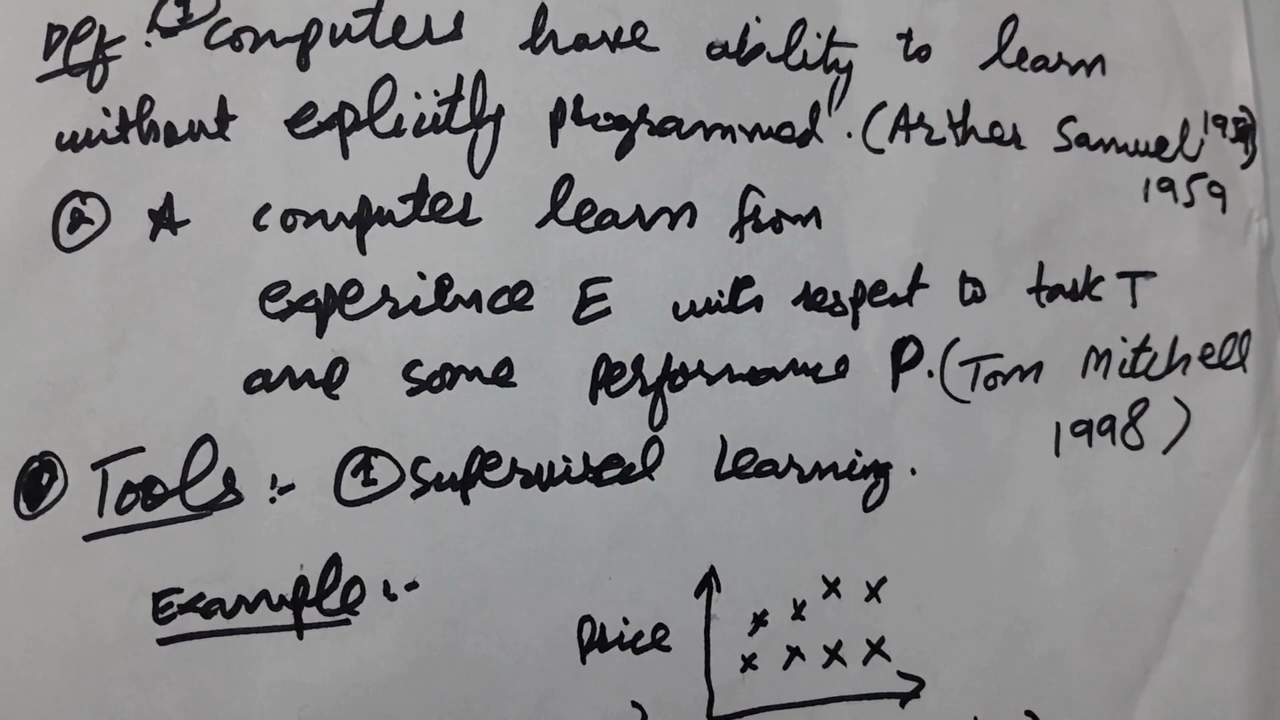 Def :- ① computers have ability to learn
without explicitly programmed". (Arther Samuel 1959)
1959
② A computer learn from
experience E with respect to task T
and some performance P. (Tom Mitchell
1998)
Tools :- ① Supervised Learning.
Example :-
Price